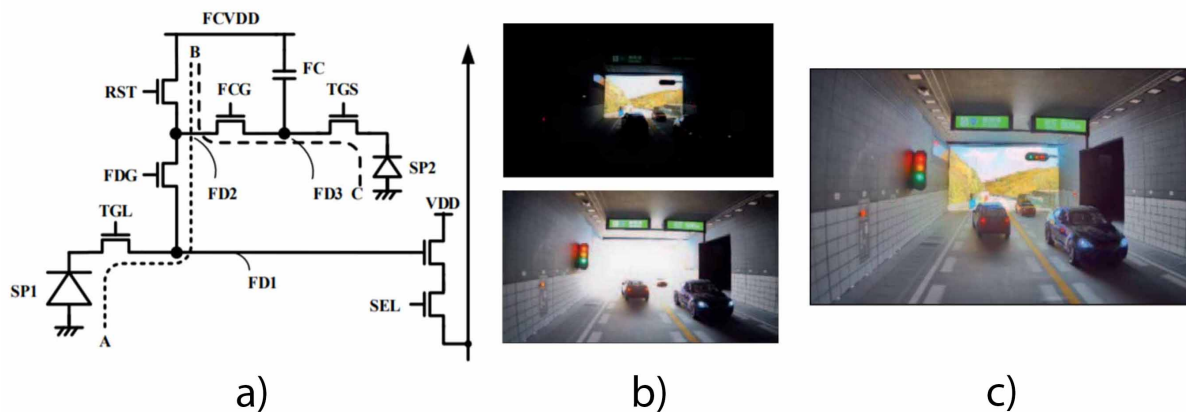 FCVDD
B
FC
RST
FCG
TGS
FDG
FD2
FD3
C
SP2
TGL
VDD
SP1
FD1
SEL
A
a)
b)
c)